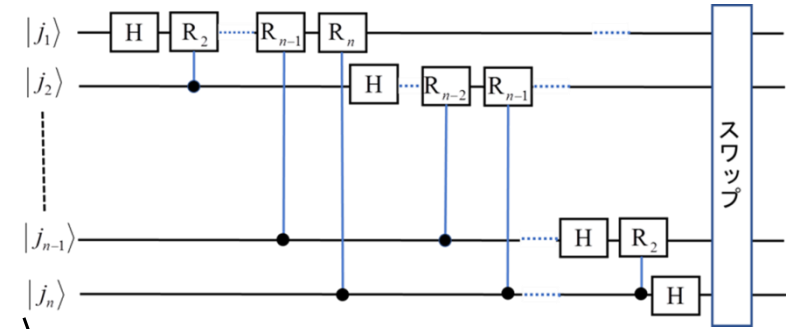 |j₁⟩ H R₂ Rₙ₋₁ Rₙ
|j₂⟩ H Rₙ₋₂ Rₙ₋₁
|jₙ₋₁⟩ H R₂
|jₙ⟩ H
スワップ